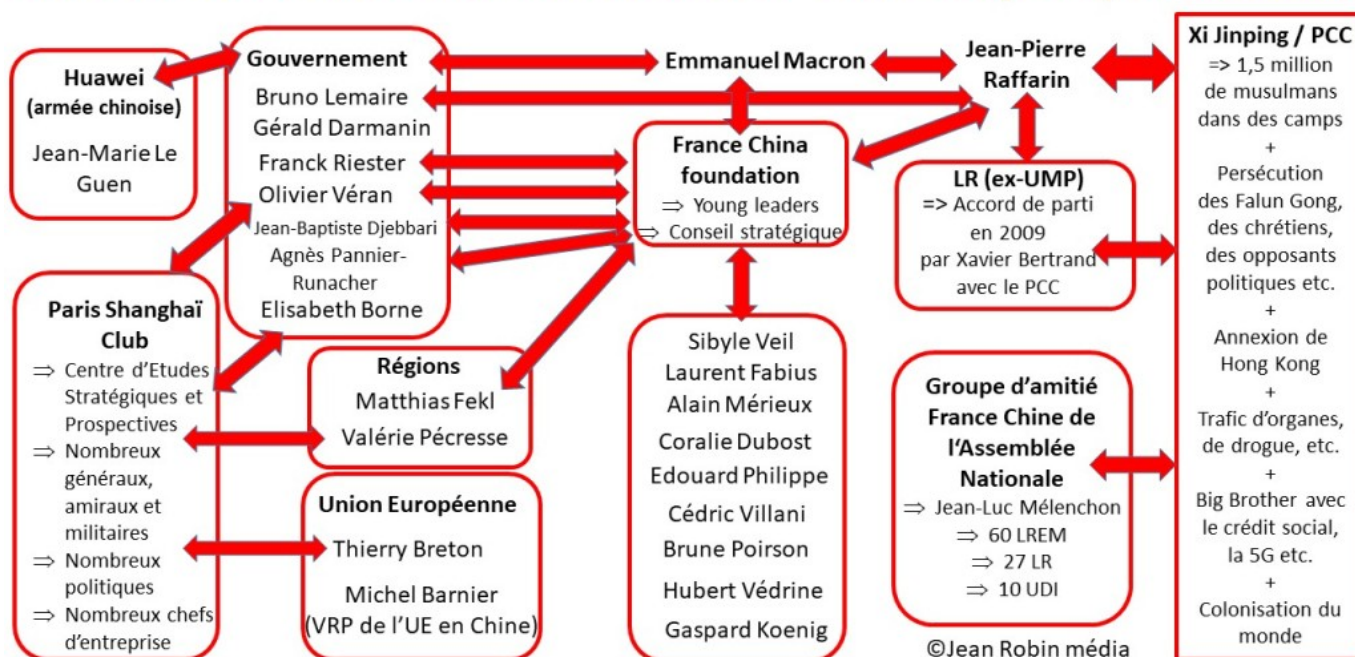 Huawei
(armée chinoise)
Jean-Marie Le
Guen
Gouvernement
Bruno Lemaire
Gérald Darmanin
Franck Riester
Olivier Véran
Jean-Baptiste Djebbari
Agnès Pannier-
Runacher
Elisabeth Borne
Emmanuel Macron
Jean-Pierre
Raffarin
France China
foundation
⇒ Young leaders
⇒ Conseil stratégique
LR (ex-UMP)
=> Accord de parti
en 2009
par Xavier Bertrand
avec le PCC
Xi Jinping / PCC
=> 1,5 million
de musulmans
dans des camps
+
Persécution
des Falun Gong,
des chrétiens,
des opposants
politiques etc.
+
Annexion de
Hong Kong
+
Trafic d'organes,
de drogue, etc.
+
Big Brother avec
le crédit social,
la 5G etc.
+
Colonisation du
monde
Paris Shanghaï
Club
⇒ Centre d'Etudes
Stratégiques et
Prospectives
⇒ Nombreux
généraux,
amiraux et
militaires
⇒ Nombreux
politiques
⇒ Nombreux chefs
d'entreprise
Régions
Matthias Fekl
Valérie Pécresse
Union Européenne
Thierry Breton
Michel Barnier
(VRP de l'UE en Chine)
Sibyle Veil
Laurent Fabius
Alain Mérieux
Coralie Dubost
Edouard Philippe
Cédric Villani
Brune Poirson
Hubert Védrine
Gaspard Koenig
Groupe d'amitié
France Chine de
l'Assemblée
Nationale
⇒ Jean-Luc Mélenchon
⇒ 60 LREM
⇒ 27 LR
⇒ 10 UDI
©Jean Robin média